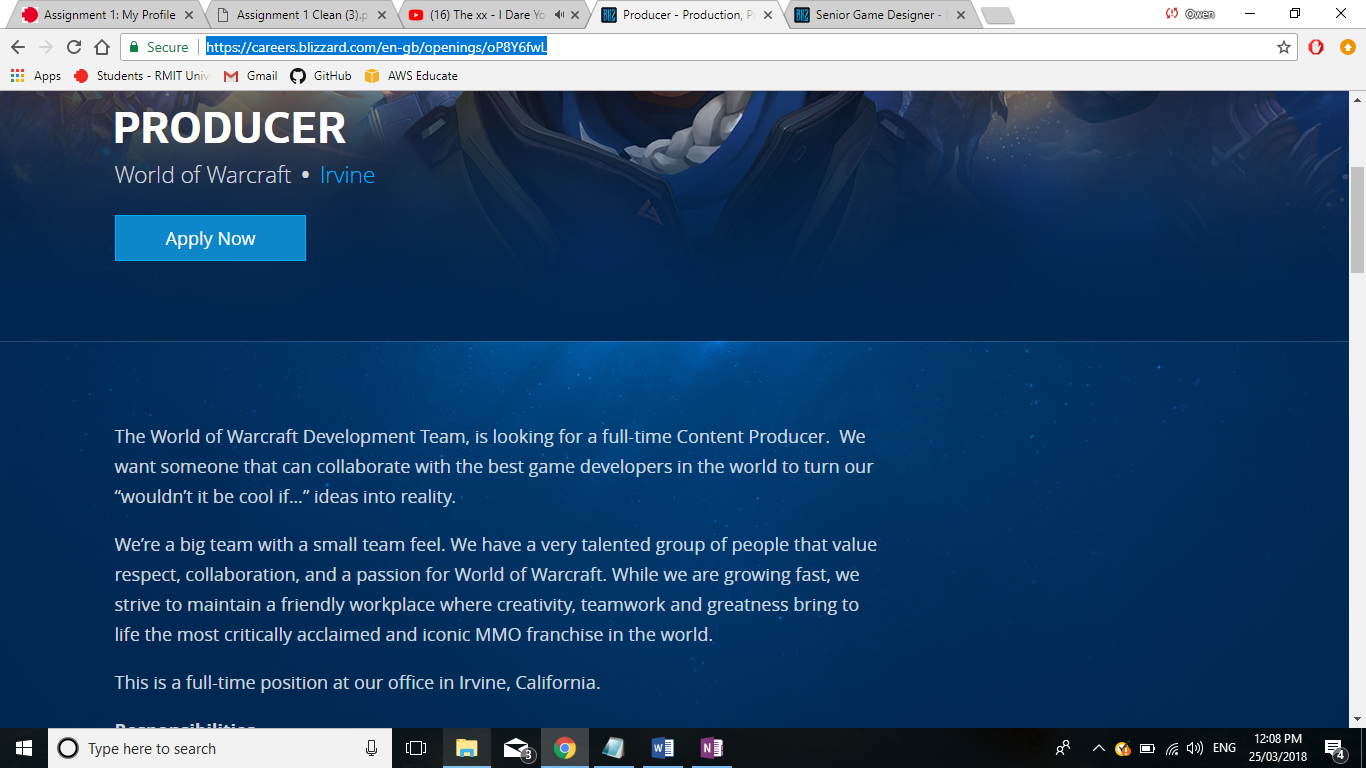 Assignment 1: My Profile
Assignment 1 Clean (3).p
(16) The xx - I Dare Yo
Producer - Production, P
Senior Game Designer -
Owen
Secure
https://careers.blizzard.com/en-gb/openings/oP8Y6fwL
Apps
Students - RMIT Univ
Gmail
GitHub
AWS Educate
PRODUCER
World of Warcraft • Irvine
Apply Now
The World of Warcraft Development Team, is looking for a full-time Content Producer.  We
want someone that can collaborate with the best game developers in the world to turn our
“wouldn’t it be cool if…” ideas into reality.
We’re a big team with a small team feel. We have a very talented group of people that value
respect, collaboration, and a passion for World of Warcraft. While we are growing fast, we
strive to maintain a friendly workplace where creativity, teamwork and greatness bring to
life the most critically acclaimed and iconic MMO franchise in the world.
This is a full-time position at our office in Irvine, California.
Responsibilities
Type here to search
3
ENG
12:08 PM
25/03/2018
4